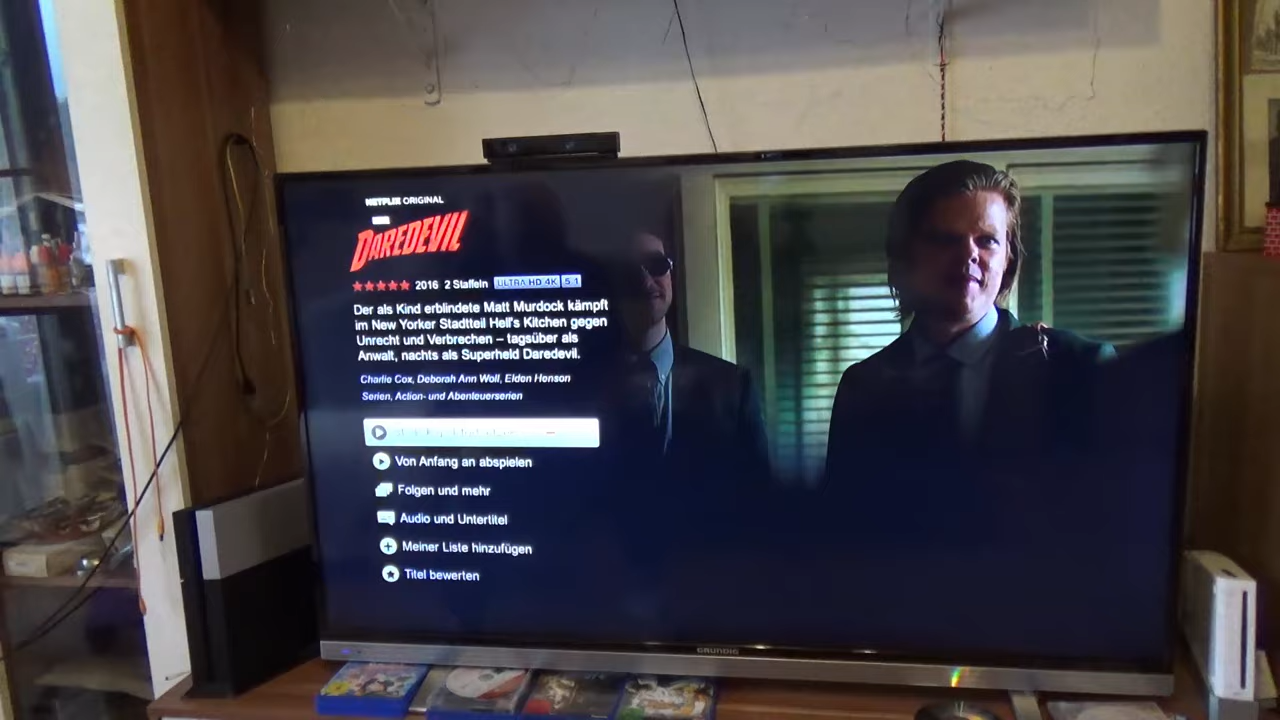 NETFLIX ORIGINAL
DAREDEVIL
2016 2 Staffeln ULTRA HD 4K 5.1
Der als Kind erblindete Matt Murdock kämpft
im New Yorker Stadtteil Hell's Kitchen gegen
Unrecht und Verbrechen – tagsüber als
Anwalt, nachts als Superheld Daredevil.
Charlie Cox, Deborah Ann Woll, Elden Henson
Serien, Action- und Abenteuerserien
Von Anfang an abspielen
Folgen und mehr
Audio und Untertitel
Meiner Liste hinzufügen
Titel bewerten
GRUNDIG